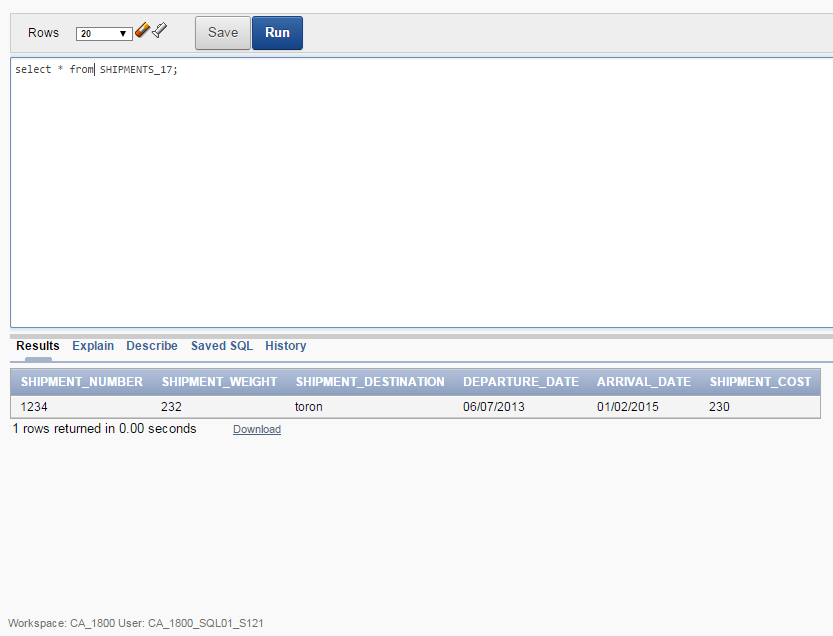 Rows 20 Save Run
select * from SHIPMENTS_17;
Results Explain Describe Saved SQL History
SHIPMENT_NUMBER SHIPMENT_WEIGHT SHIPMENT_DESTINATION DEPARTURE_DATE ARRIVAL_DATE SHIPMENT_COST
1234 232 toron 06/07/2013 01/02/2015 230
1 rows returned in 0.00 seconds Download
Workspace: CA_1800 User: CA_1800_SQL01_S121